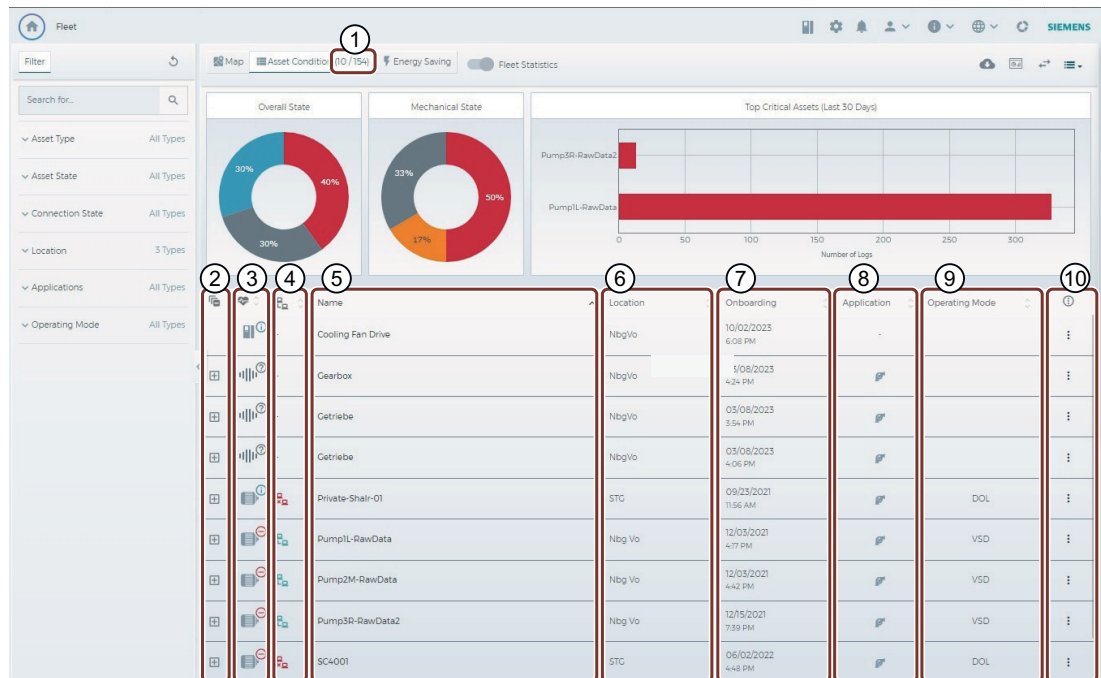 Fleet
SIEMENS
1
Filter
Map
Asset Condition (10 / 154)
Energy Saving
Fleet Statistics
Search for...
Asset Type All Types
Asset State All Types
Connection State All Types
Location 3 Types
Applications All Types
Operating Mode All Types
Overall State
30%
40%
30%
Mechanical State
33%
50%
17%
Top Critical Assets (Last 30 Days)
Pump3R-RawData2
Pump1L-RawData
0 50 100 150 200 250 300
Number of Logs
2 3 4 5 6 7 8 9 10
Name Location Onboarding Application Operating Mode
Cooling Fan Drive NbgVo 10/02/2023 -
6:08 PM
Gearbox NbgVo /08/2023
4:24 PM
Getriebe NbgVo 03/08/2023
3:54 PM
Getriebe NbgVo 03/08/2023
4:06 PM
Private-Shalr-01 STG 09/23/2021 DOL
11:56 AM
Pump1L-RawData Nbg Vo 12/03/2021 VSD
4:17 PM
Pump2M-RawData Nbg Vo 12/03/2021 VSD
4:42 PM
Pump3R-RawData2 Nbg Vo 12/15/2021 VSD
7:39 PM
SC4001 STG 06/02/2022 DOL
4:48 PM